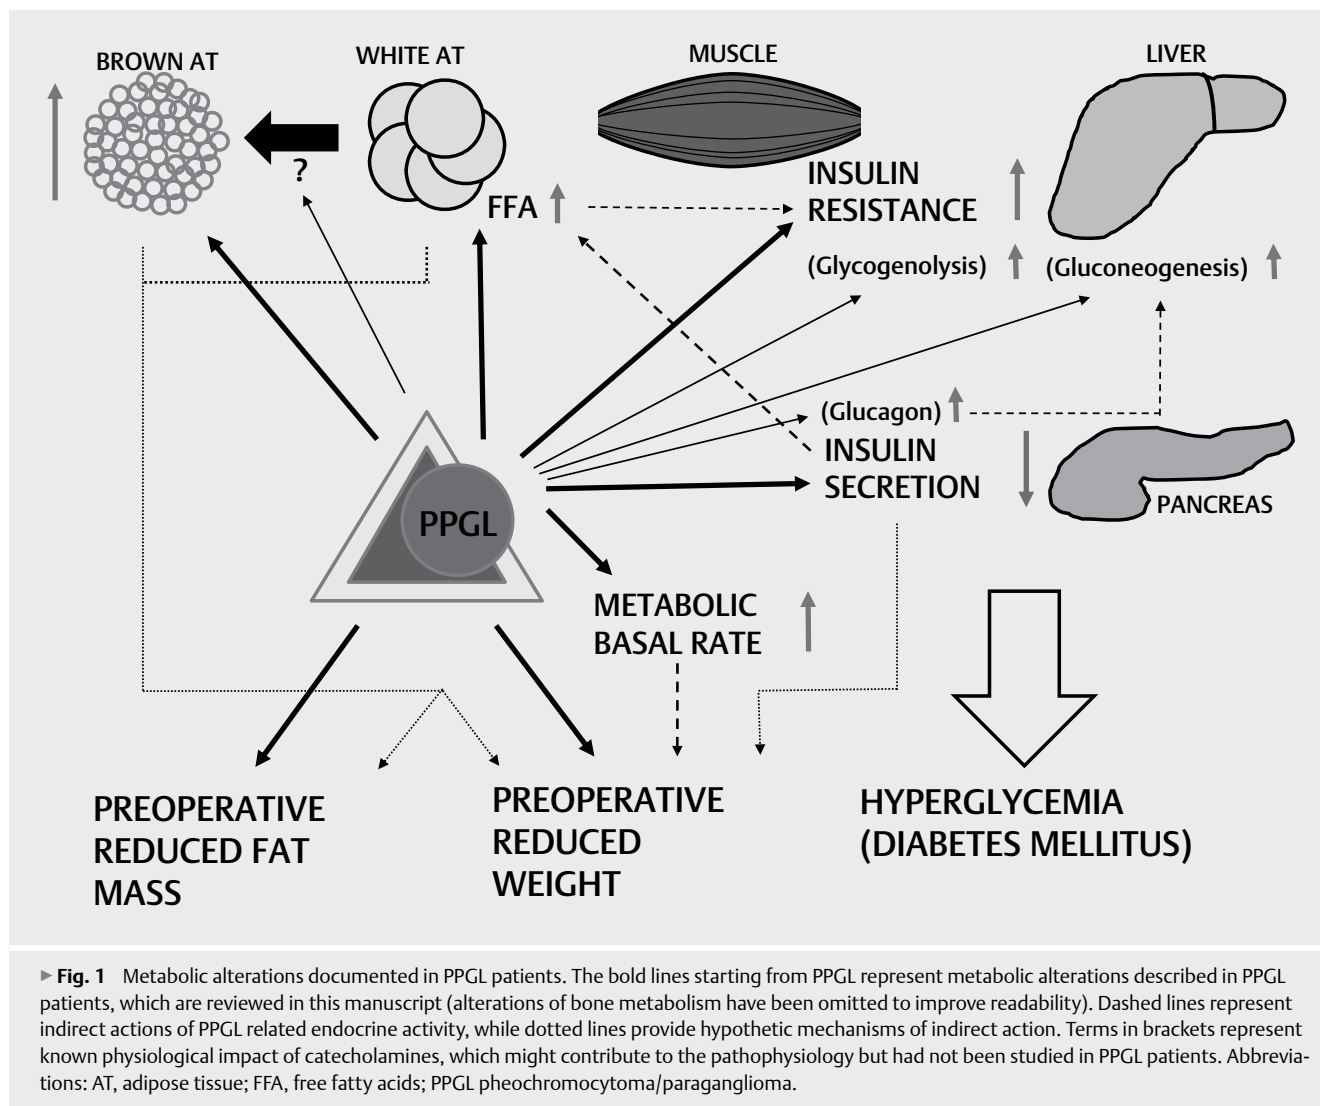 BROWN AT
WHITE AT
MUSCLE
LIVER
?
FFA
INSULIN
RESISTANCE
(Glycogenolysis)
(Gluconeogenesis)
(Glucagon)
INSULIN
SECRETION
PANCREAS
PPGL
METABOLIC
BASAL RATE
PREOPERATIVE
REDUCED FAT
MASS
PREOPERATIVE
REDUCED
WEIGHT
HYPERGLYCEMIA
(DIABETES MELLITUS)
▶ Fig. 1 Metabolic alterations documented in PPGL patients. The bold lines starting from PPGL represent metabolic alterations described in PPGL
patients, which are reviewed in this manuscript (alterations of bone metabolism have been omitted to improve readability). Dashed lines represent
indirect actions of PPGL related endocrine activity, while dotted lines provide hypothetic mechanisms of indirect action. Terms in brackets represent
known physiological impact of catecholamines, which might contribute to the pathophysiology but had not been studied in PPGL patients. Abbrevia-
tions: AT, adipose tissue; FFA, free fatty acids; PPGL pheochromocytoma/paraganglioma.